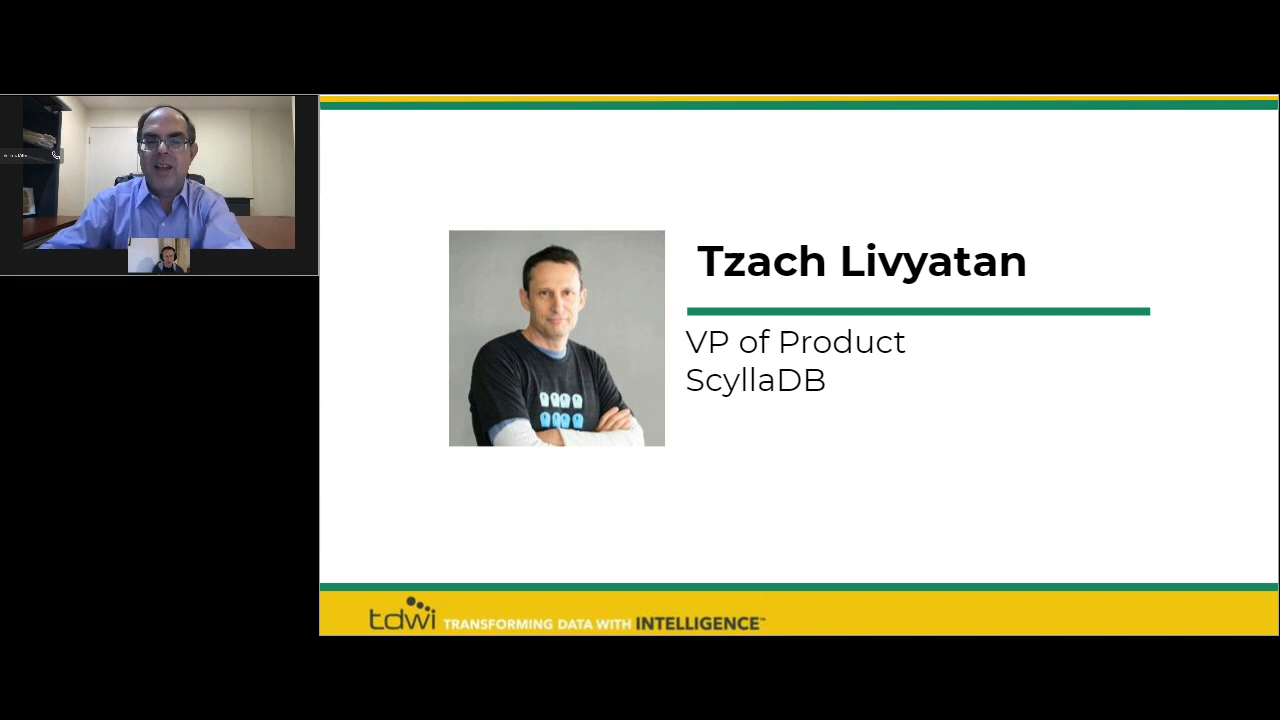 Tzach Livyatan
VP of Product
ScyllaDB
tdwi TRANSFORMING DATA WITH INTELLIGENCE™